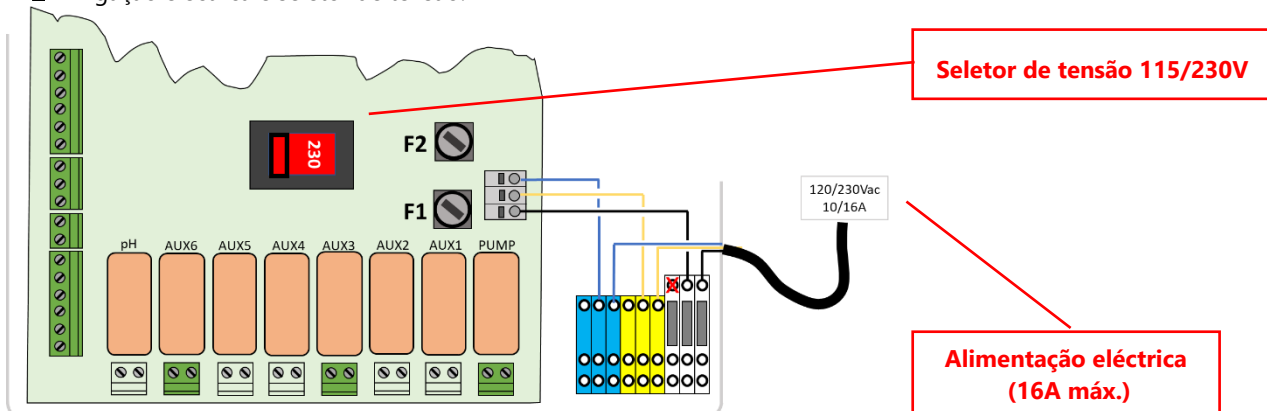 Seletor de tensão 115/230V
230
F2
F1
120/230Vac
10/16A
pH AUX6 AUX5 AUX4 AUX3 AUX2 AUX1 PUMP
Alimentação eléctrica
(16A máx.)